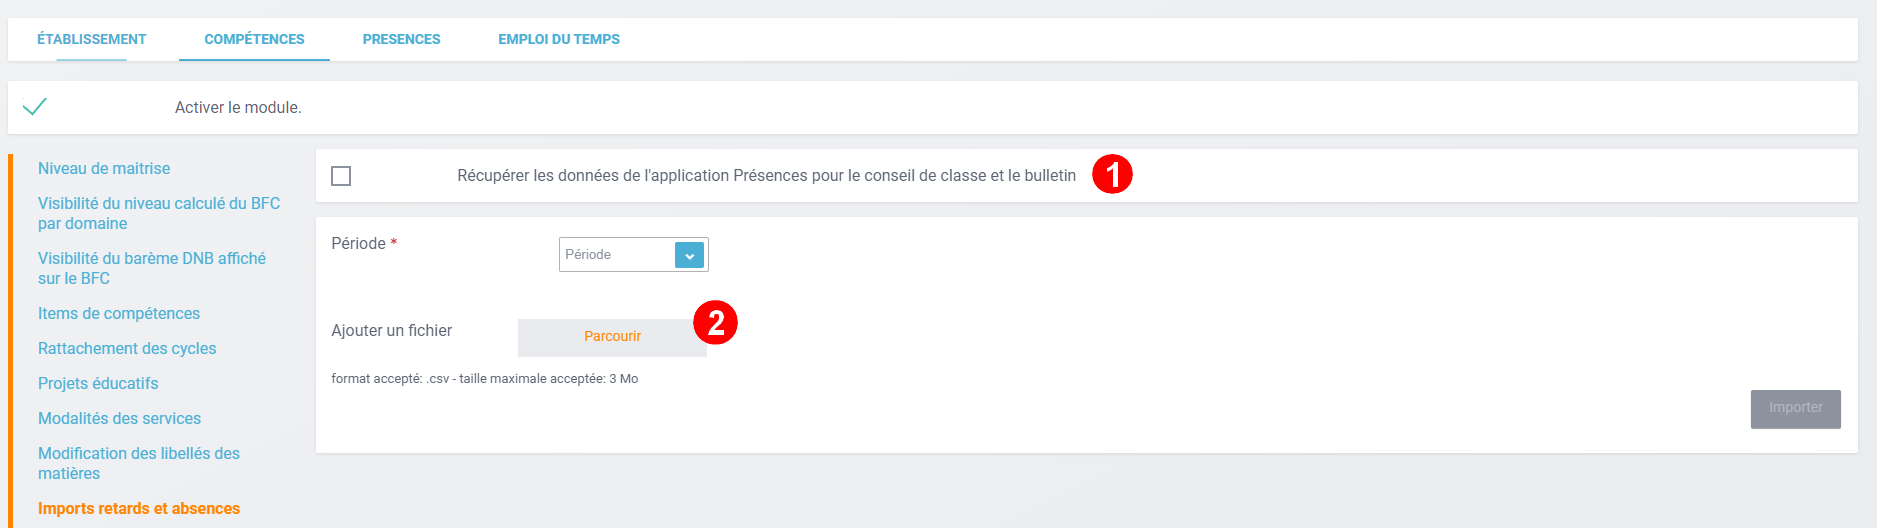 ÉTABLISSEMENT COMPÉTENCES PRESENCES EMPLOI DU TEMPS
Activer le module.
Niveau de maitrise
Visibilité du niveau calculé du BFC
par domaine
Visibilité du barème DNB affiché
sur le BFC
Items de compétences
Rattachement des cycles
Projets éducatifs
Modalités des services
Modification des libellés des
matières
Imports retards et absences
Récupérer les données de l'application Présences pour le conseil de classe et le bulletin 1
Période * Période
Ajouter un fichier Parcourir 2
format accepté: .csv - taille maximale acceptée: 3 Mo
Importer